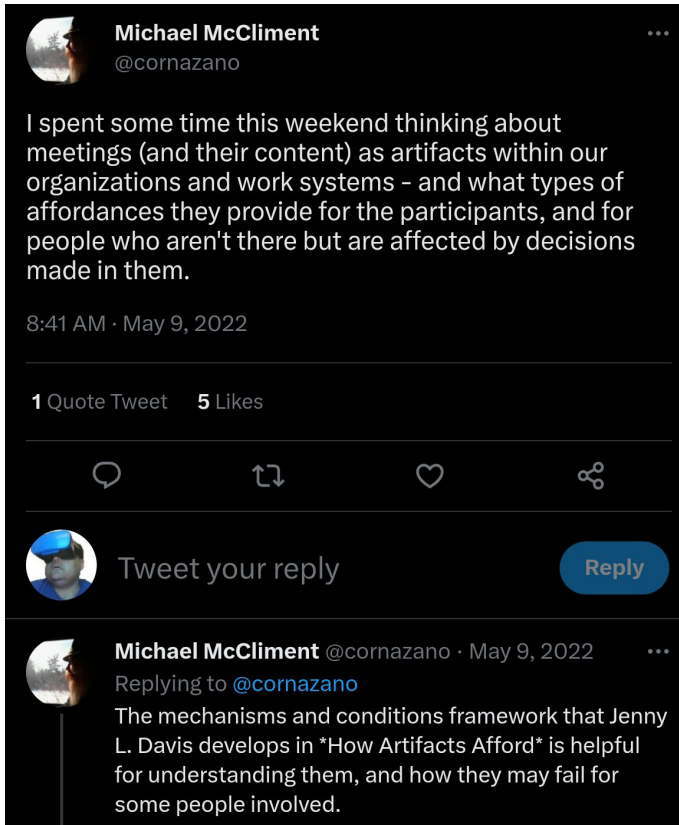 Michael McCliment
@cornazano
I spent some time this weekend thinking about
meetings (and their content) as artifacts within our
organizations and work systems – and what types of
affordances they provide for the participants, and for
people who aren't there but are affected by decisions
made in them.
8:41 AM · May 9, 2022
1 Quote Tweet 5 Likes
Tweet your reply
Reply
Michael McCliment @cornazano · May 9, 2022
Replying to @cornazano
The mechanisms and conditions framework that Jenny
L. Davis develops in *How Artifacts Afford* is helpful
for understanding them, and how they may fail for
some people involved.